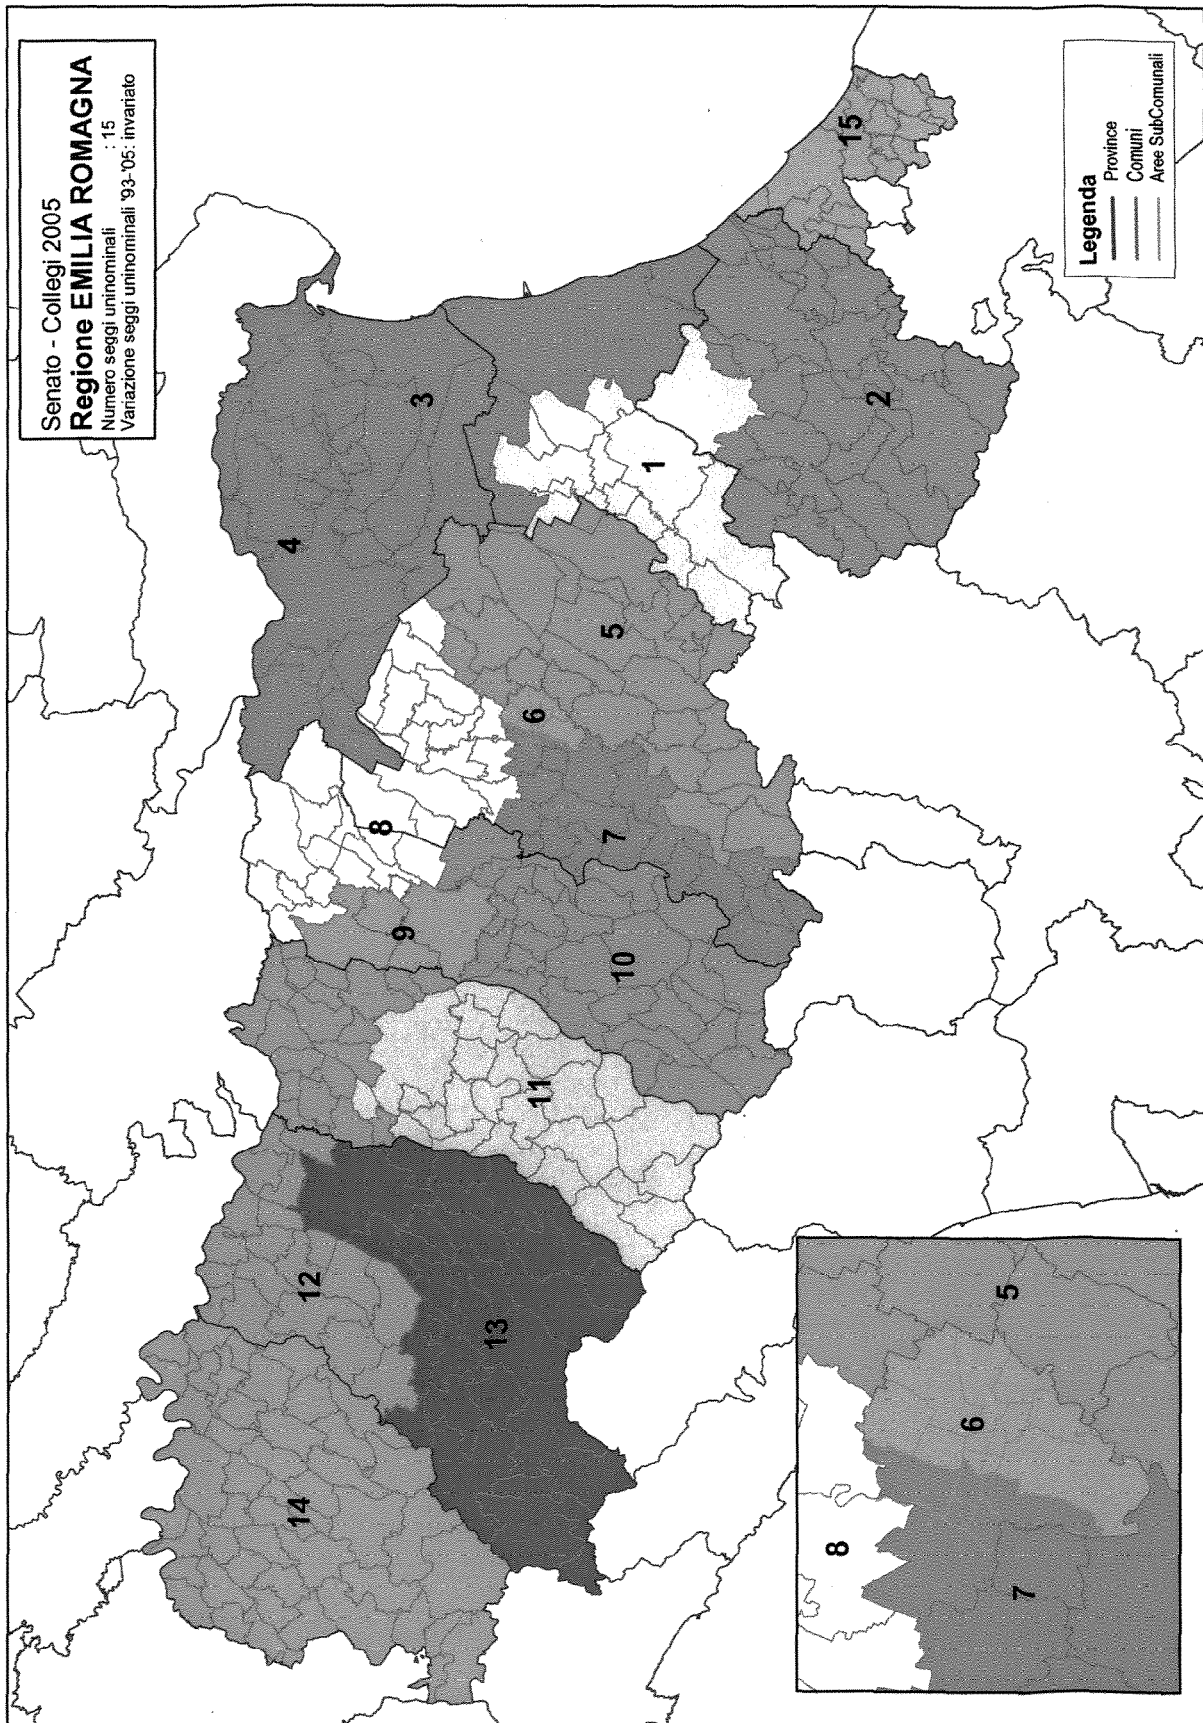 Senato - Collegi 2005
Regione EMILIA ROMAGNA
Numero seggi uninominali : 15
Variazione seggi uninominali '93-'05: invariato
14
12
13
11
9
10
8
7
6
5
4
3
1
2
15
Legenda
Province
Comuni
Aree SubComunali
8
7
6
5